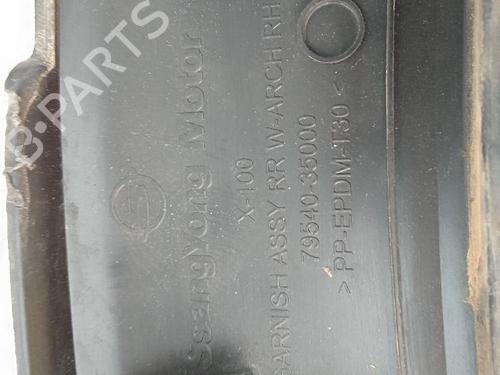 SsangYong Motor
X-100
GARNISH ASSY RR W-ARCH RH
79540-35000
> PP-EPDM-T30 <
B-PARTS